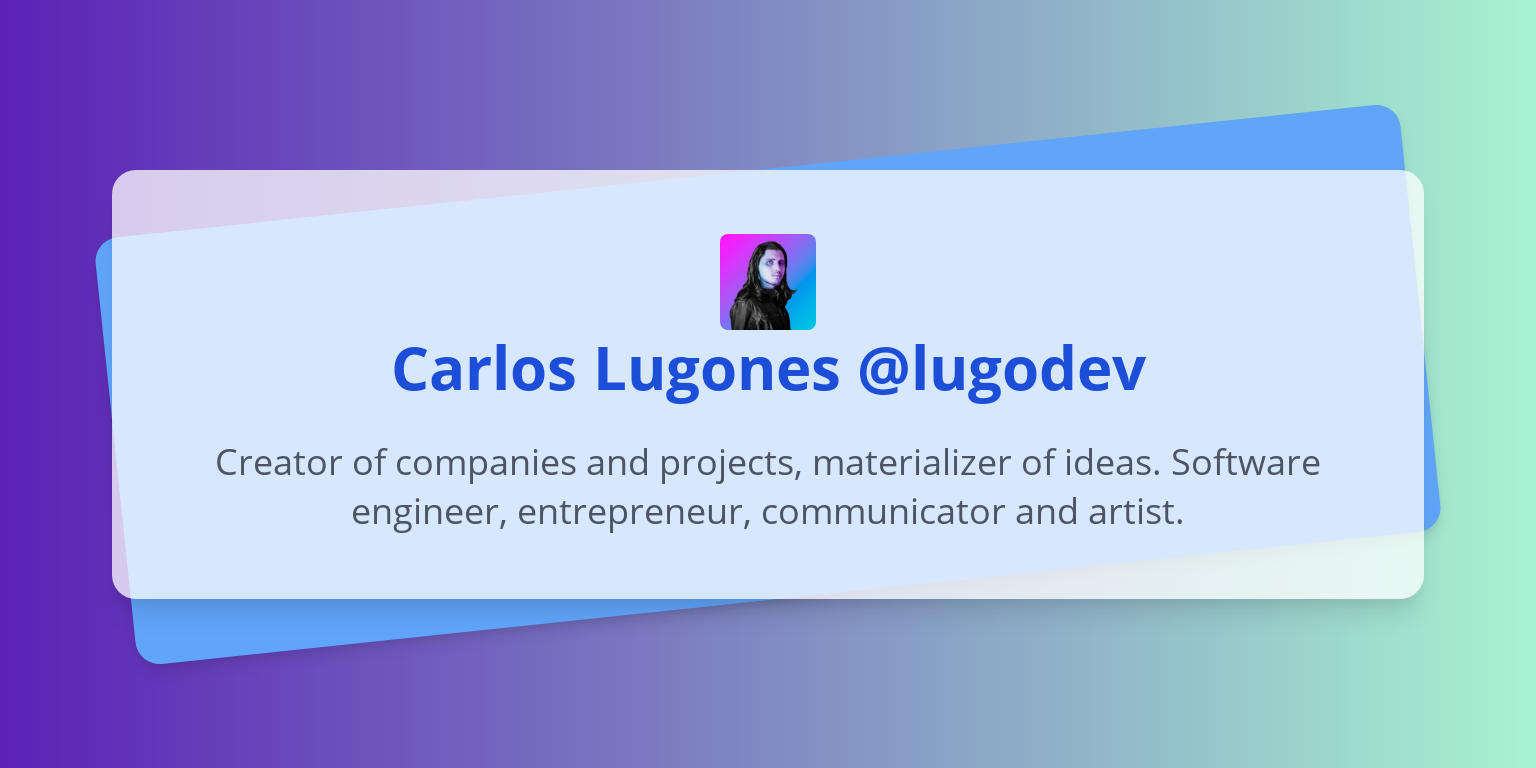 Carlos Lugones @lugodev
Creator of companies and projects, materializer of ideas. Software
engineer, entrepreneur, communicator and artist.